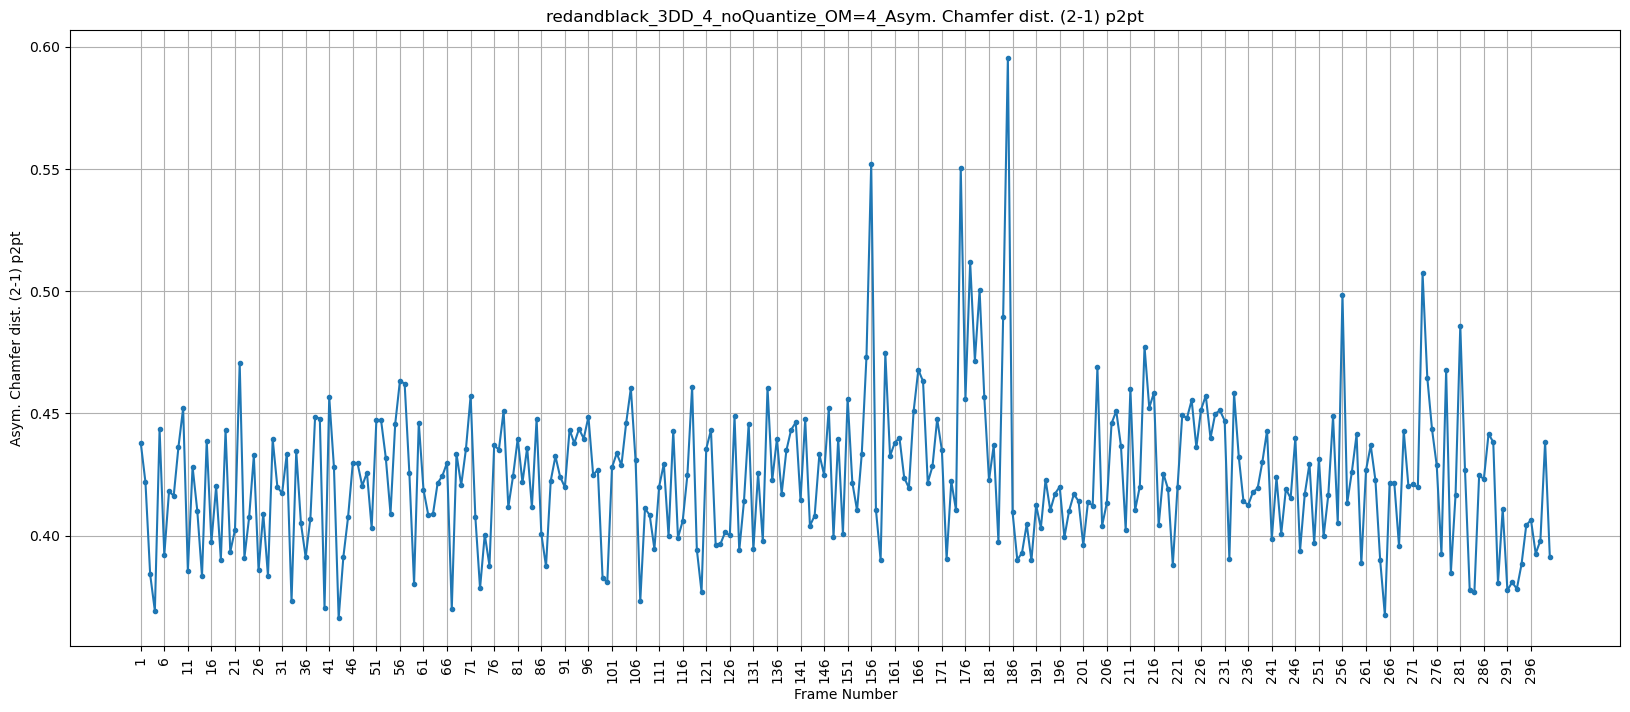 redandblack_3DD_4_noQuantize_OM=4_Asym. Chamfer dist. (2-1) p2pt
Asym. Chamfer dist. (2-1) p2pt
0.60
0.55
0.50
0.45
0.40
1 6 11 16 21 26 31 36 41 46 51 56 61 66 71 76 81 86 91 96 101 106 111 116 121 126 131 136 141 146 151 156 161 166 171 176 181 186 191 196 201 206 211 216 221 226 231 236 241 246 251 256 261 266 271 276 281 286 291 296
Frame Number